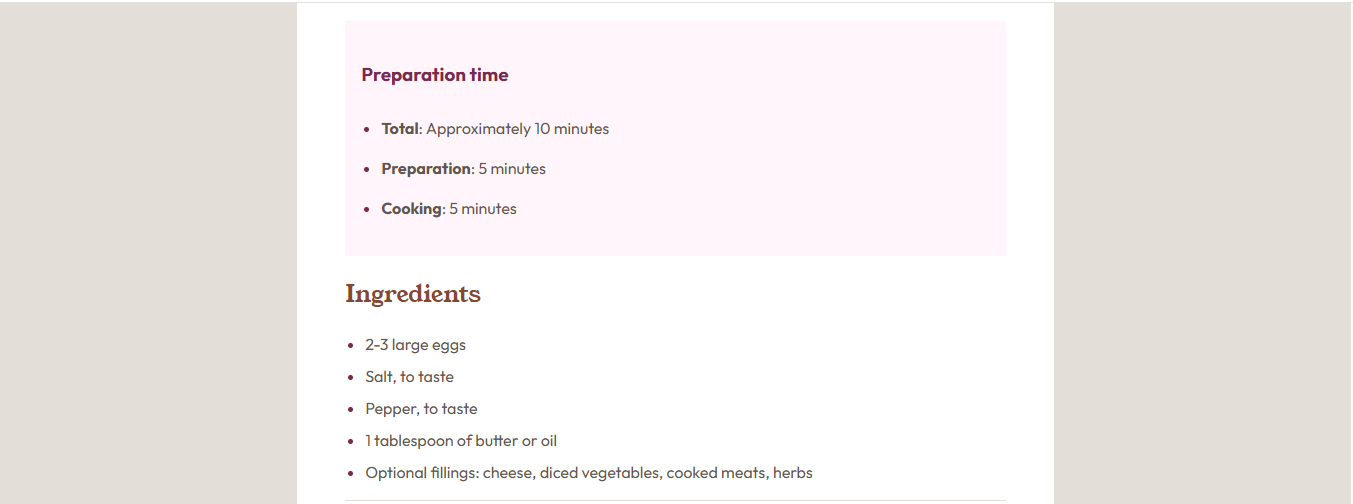 Preparation time
Total: Approximately 10 minutes
Preparation: 5 minutes
Cooking: 5 minutes
Ingredients
2-3 large eggs
Salt, to taste
Pepper, to taste
1 tablespoon of butter or oil
Optional fillings: cheese, diced vegetables, cooked meats, herbs